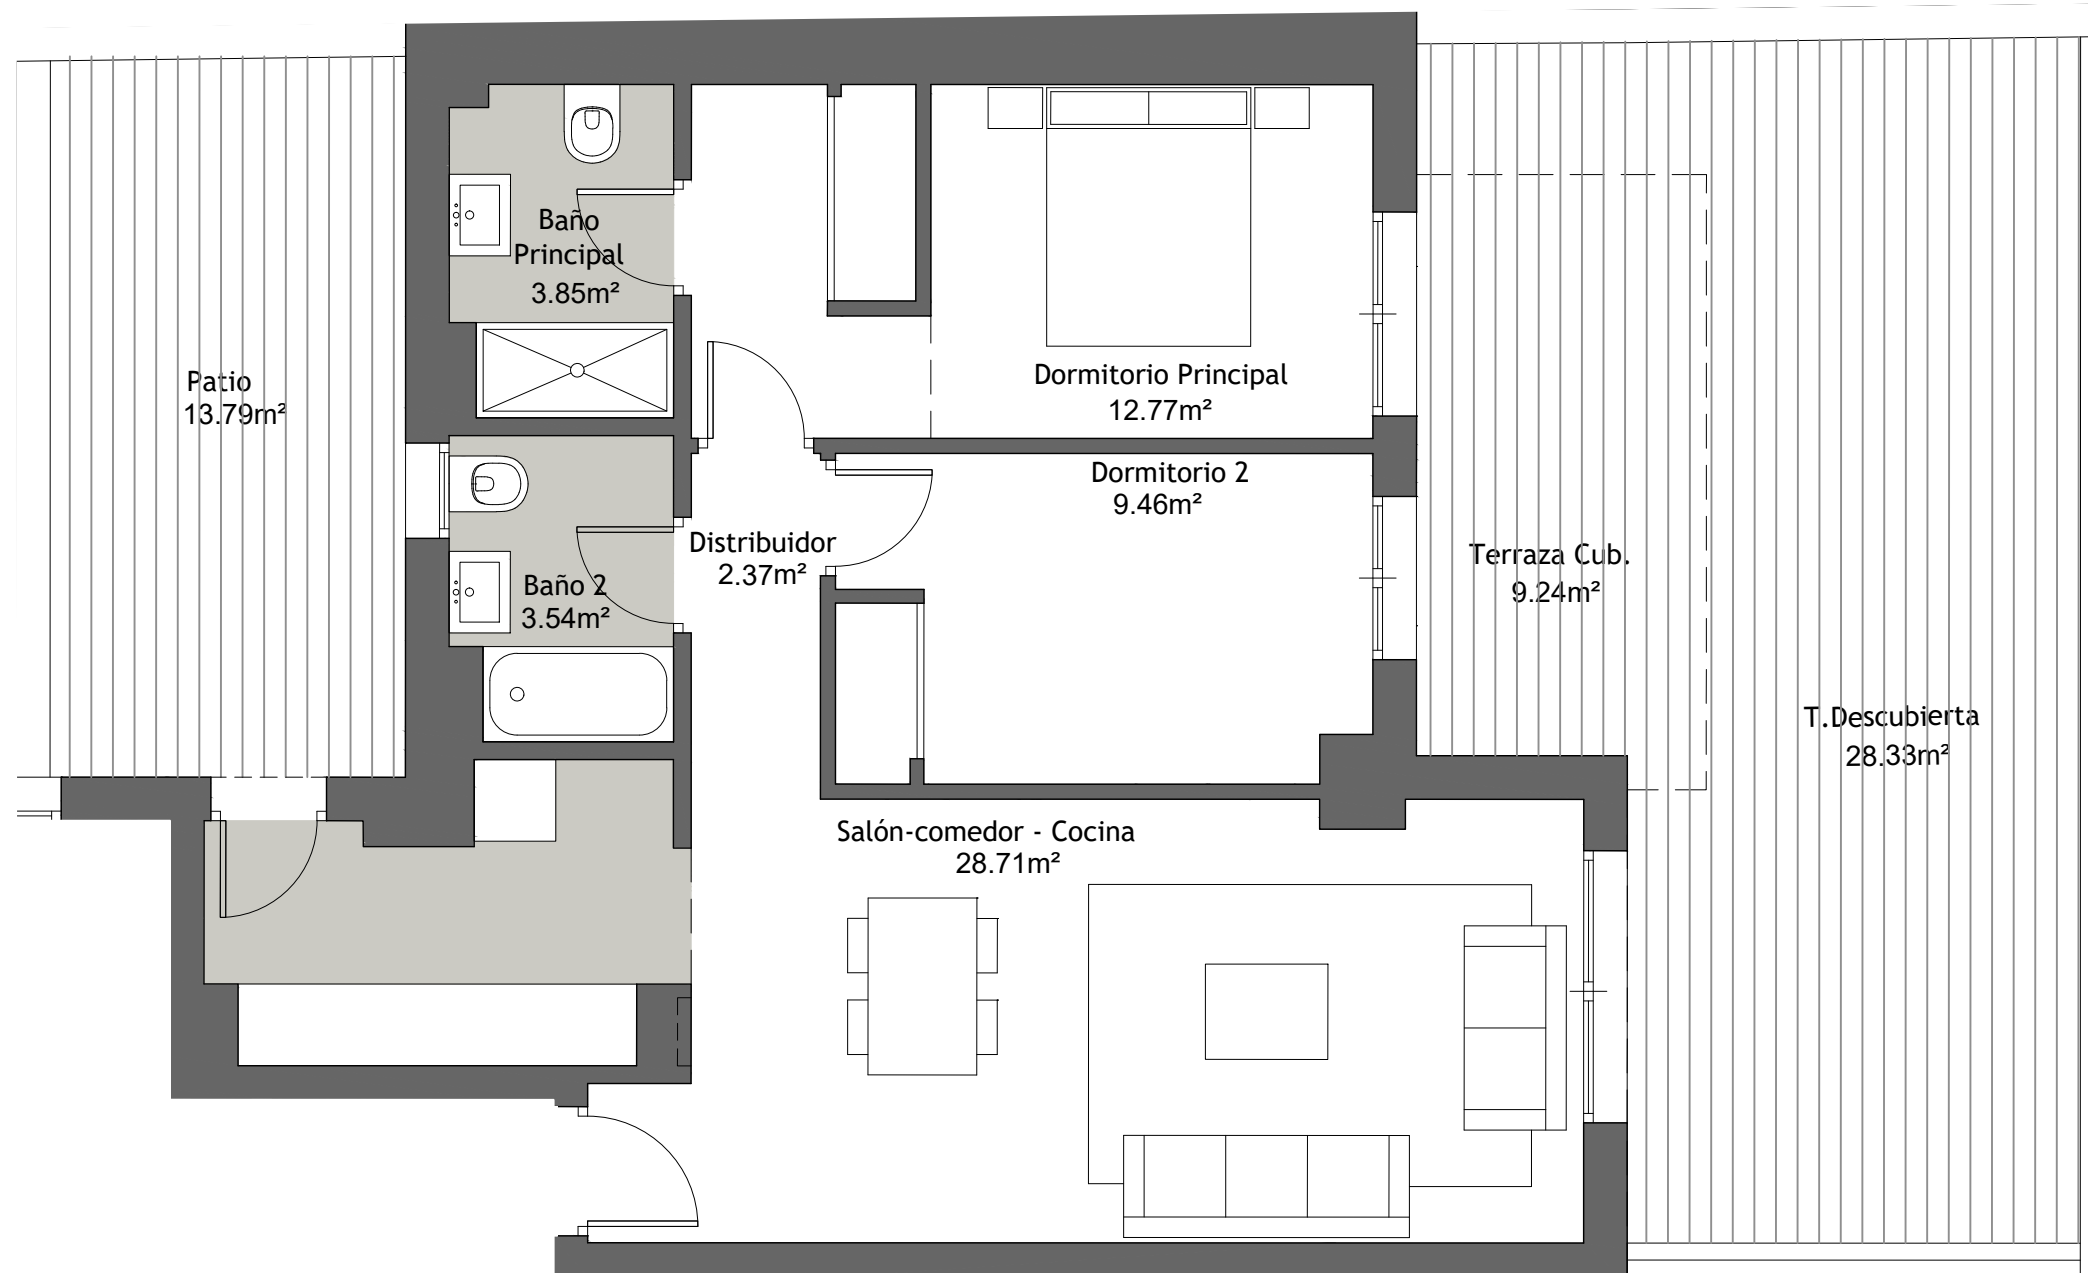 Baño
Principal
3.85m²
Patio
13.79m²
Dormitorio Principal
12.77m²
Dormitorio 2
9.46m²
Distribuidor
2.37m²
Baño 2
3.54m²
Terraza Cub.
9.24m²
T.Descubierta
28.33m²
Salón-comedor - Cocina
28.71m²